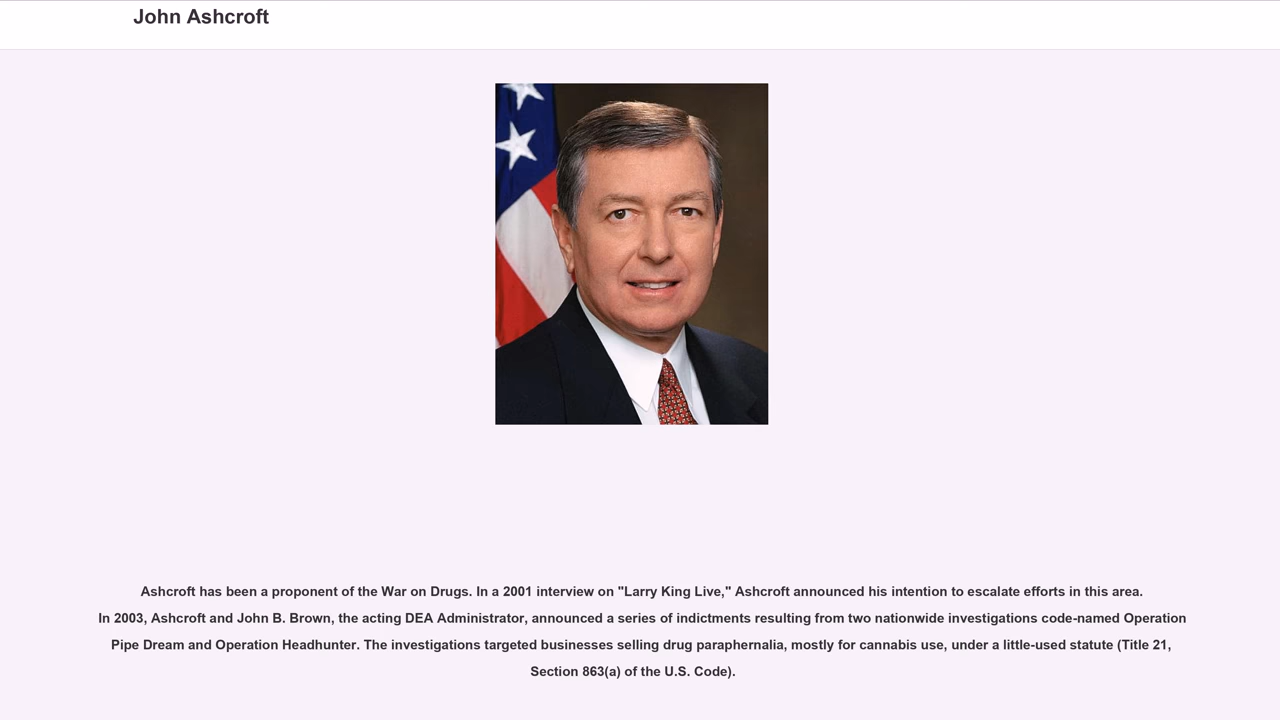 John Ashcroft
Ashcroft has been a proponent of the War on Drugs. In a 2001 interview on "Larry King Live," Ashcroft announced his intention to escalate efforts in this area.
In 2003, Ashcroft and John B. Brown, the acting DEA Administrator, announced a series of indictments resulting from two nationwide investigations code-named Operation
Pipe Dream and Operation Headhunter. The investigations targeted businesses selling drug paraphernalia, mostly for cannabis use, under a little-used statute (Title 21,
Section 863(a) of the U.S. Code).